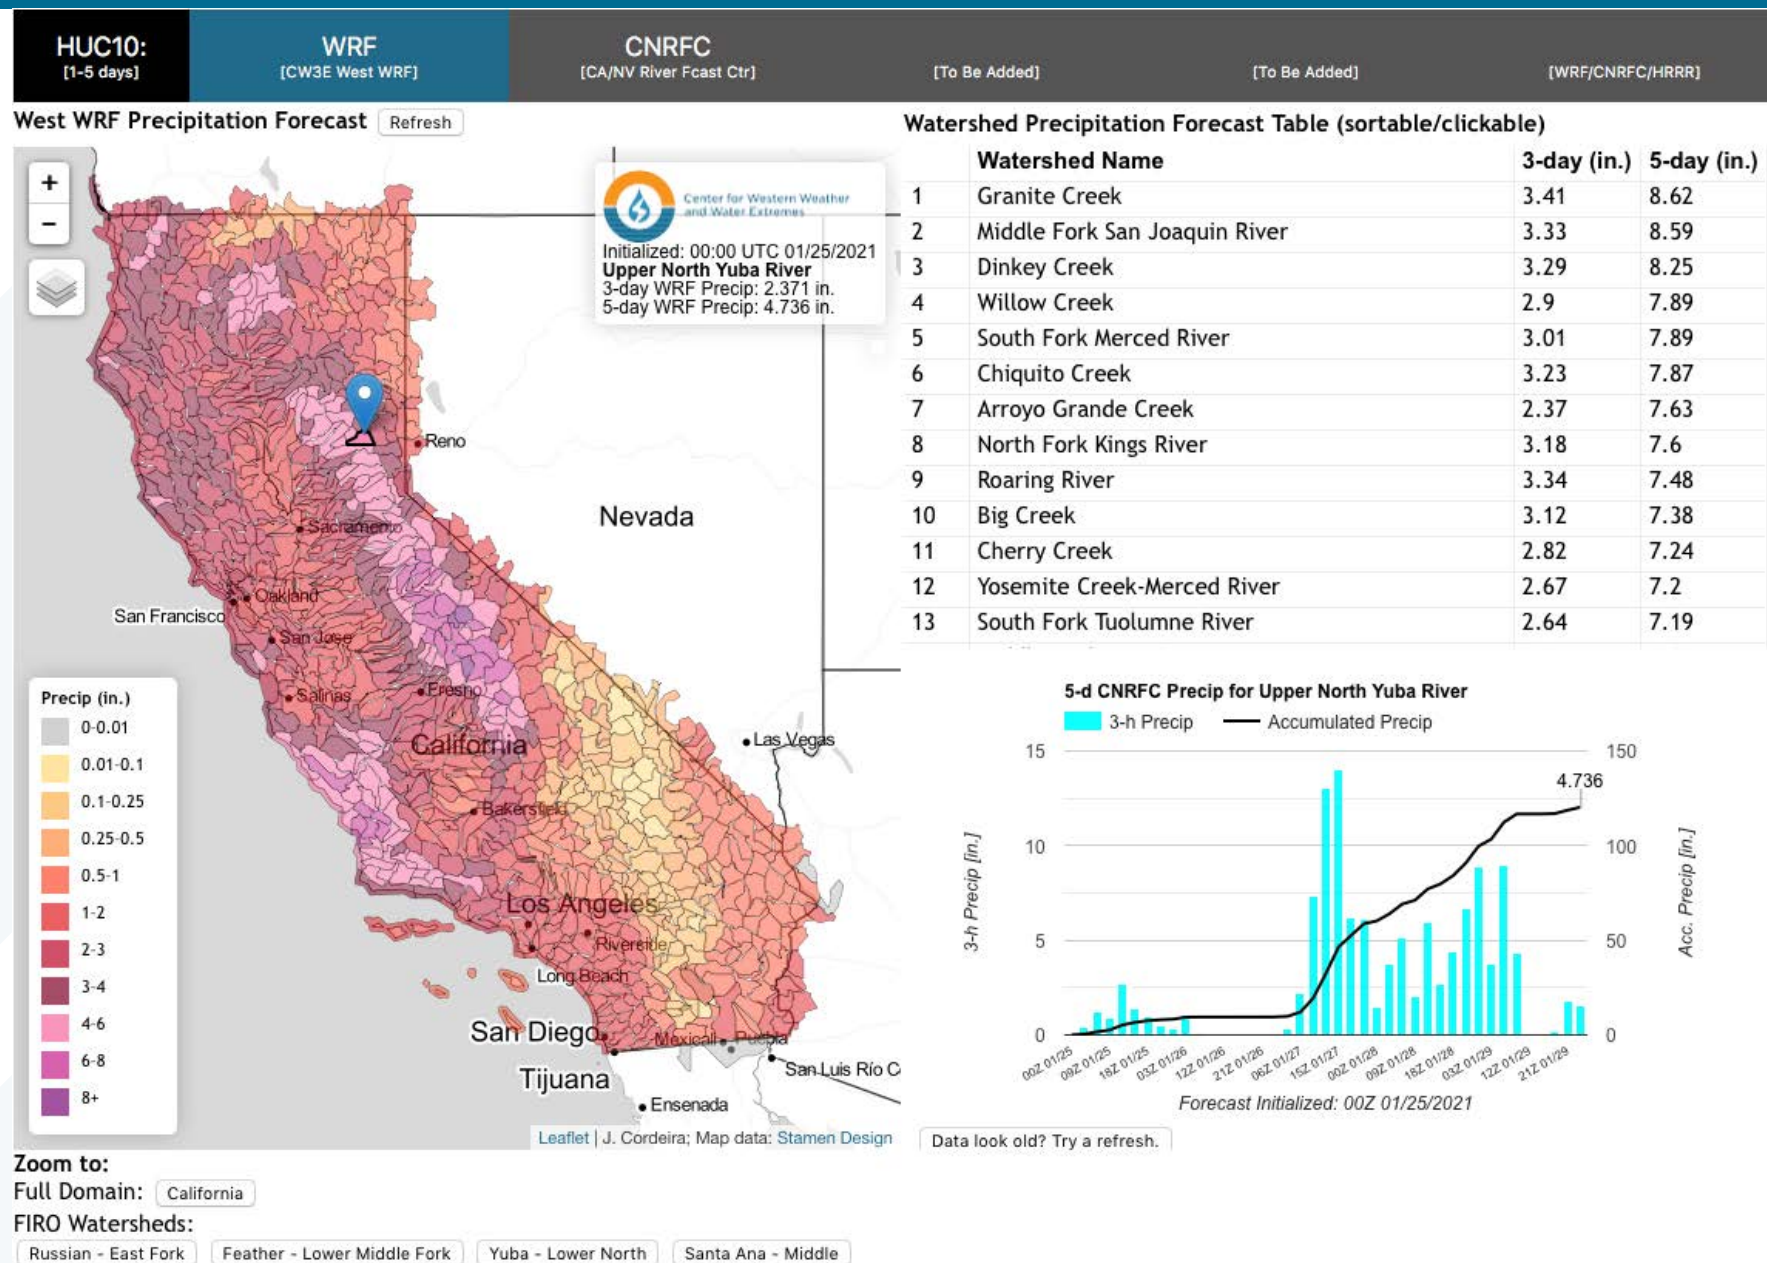 HUC10:
[1-5 days]
WRF
[CW3E West WRF]
CNRFC
[CA/NV River Fcast Ctr]
[To Be Added]
[To Be Added]
[WRF/CNRFC/HRRR]
West WRF Precipitation Forecast Refresh
+
−
Center for Western Weather
and Water Extremes
Initialized: 00:00 UTC 01/25/2021
Upper North Yuba River
3-day WRF Precip: 2.371 in.
5-day WRF Precip: 4.736 in.
Reno
Nevada
Sacramento
Oakland
San Francisco
San Jose
Salinas
Fresno
California
Las Vegas
Bakersfield
Los Angeles
Riverside
Long Beach
San Diego
Mexicali
Puebla
Tijuana
San Luis Río C
Ensenada
Precip (in.)
0-0.01
0.01-0.1
0.1-0.25
0.25-0.5
0.5-1
1-2
2-3
3-4
4-6
6-8
8+
Leaflet | J. Cordeira; Map data: Stamen Design
Watershed Precipitation Forecast Table (sortable/clickable)
Watershed Name 3-day (in.) 5-day (in.)
1 Granite Creek 3.41 8.62
2 Middle Fork San Joaquin River 3.33 8.59
3 Dinkey Creek 3.29 8.25
4 Willow Creek 2.9 7.89
5 South Fork Merced River 3.01 7.89
6 Chiquito Creek 3.23 7.87
7 Arroyo Grande Creek 2.37 7.63
8 North Fork Kings River 3.18 7.6
9 Roaring River 3.34 7.48
10 Big Creek 3.12 7.38
11 Cherry Creek 2.82 7.24
12 Yosemite Creek-Merced River 2.67 7.2
13 South Fork Tuolumne River 2.64 7.19
5-d CNRFC Precip for Upper North Yuba River
3-h Precip Accumulated Precip
15 150
4.736
10 100
5 50
0 0
3-h Precip [in.]
Acc. Precip [in.]
00Z 01/25 09Z 01/25 18Z 01/25 03Z 01/26 12Z 01/26 21Z 01/26 06Z 01/27 15Z 01/27 00Z 01/28 09Z 01/28 18Z 01/28 03Z 01/29 12Z 01/29 21Z 01/29
Forecast Initialized: 00Z 01/25/2021
Data look old? Try a refresh.
Zoom to:
Full Domain: California
FIRO Watersheds:
Russian - East Fork Feather - Lower Middle Fork Yuba - Lower North Santa Ana - Middle